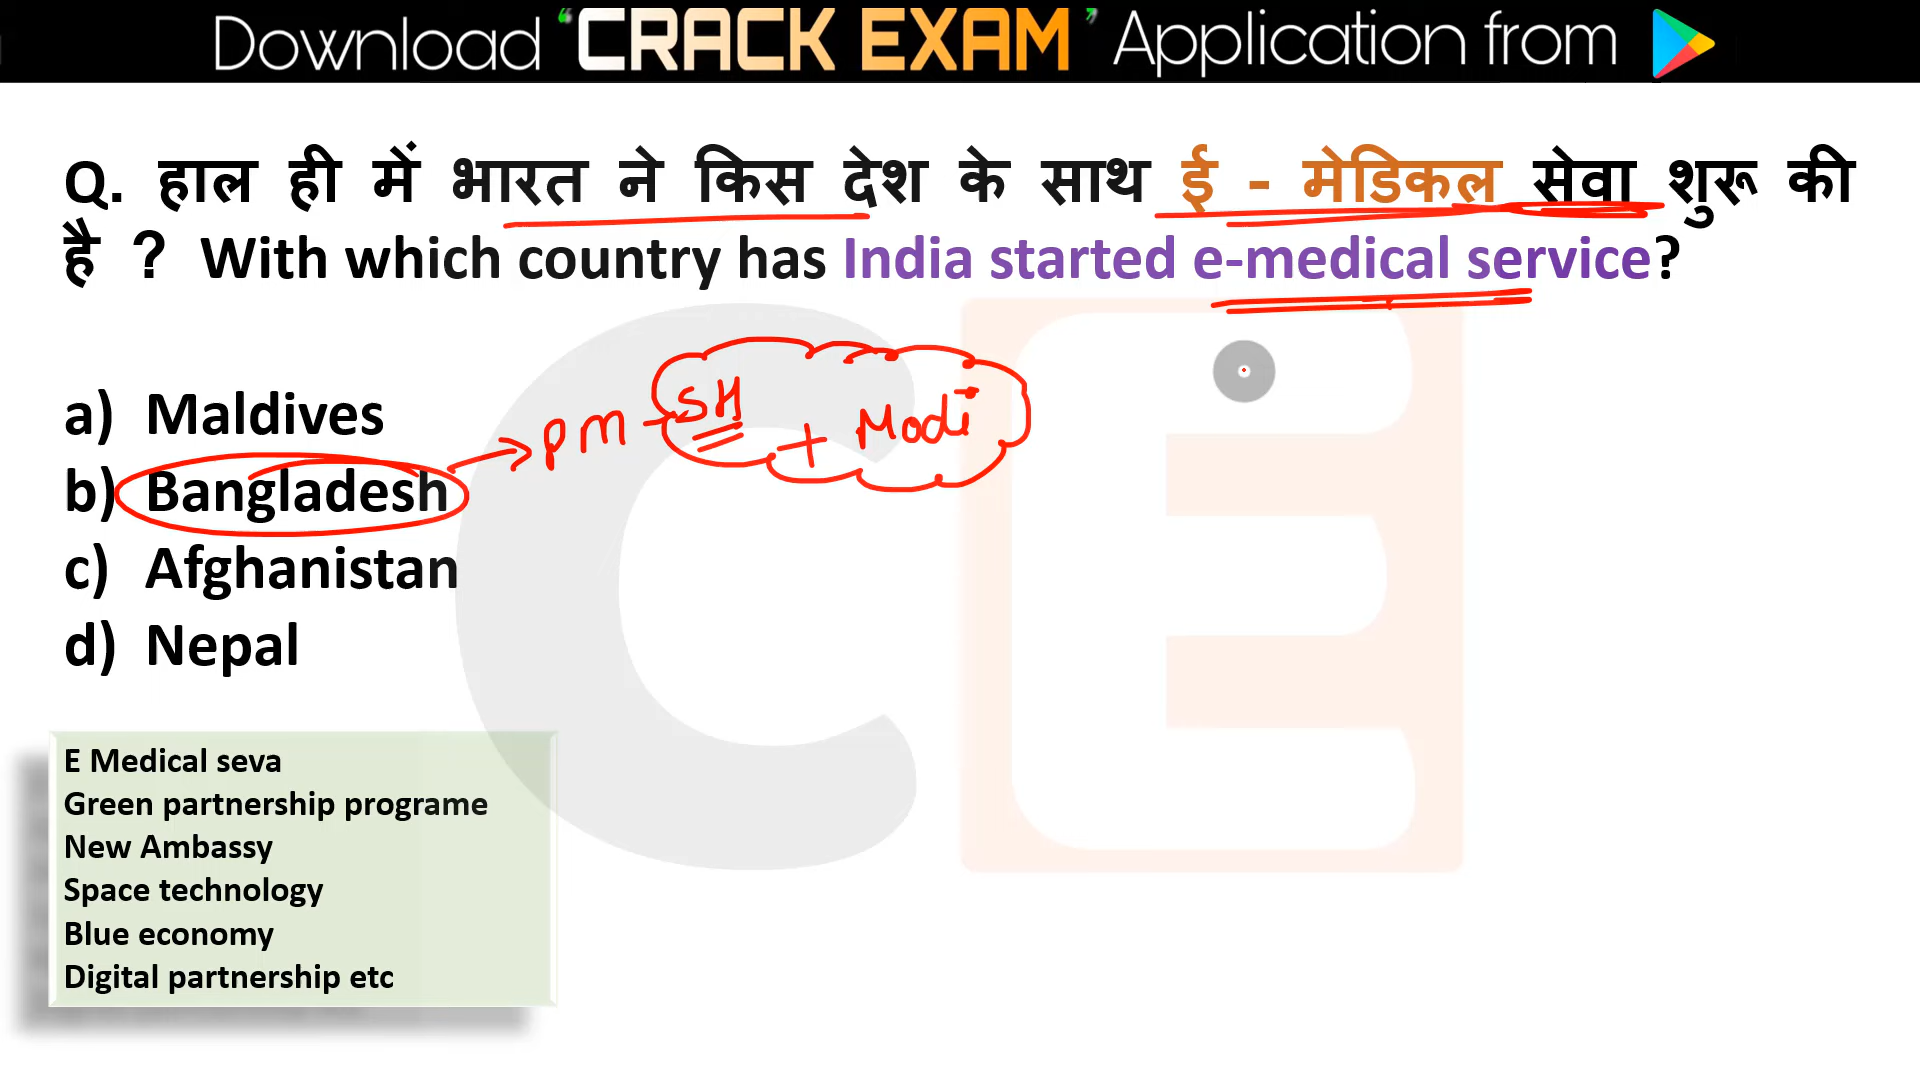 Download “CRACK EXAM” Application from
Q. हाल ही में भारत ने किस देश के साथ ई - मेडिकल सेवा शुरू की
है ? With which country has India started e-medical service?
a) Maldives
pm - SH + Modi
b) Bangladesh
c) Afghanistan
d) Nepal
E Medical seva
Green partnership programe
New Ambassy
Space technology
Blue economy
Digital partnership etc
CE